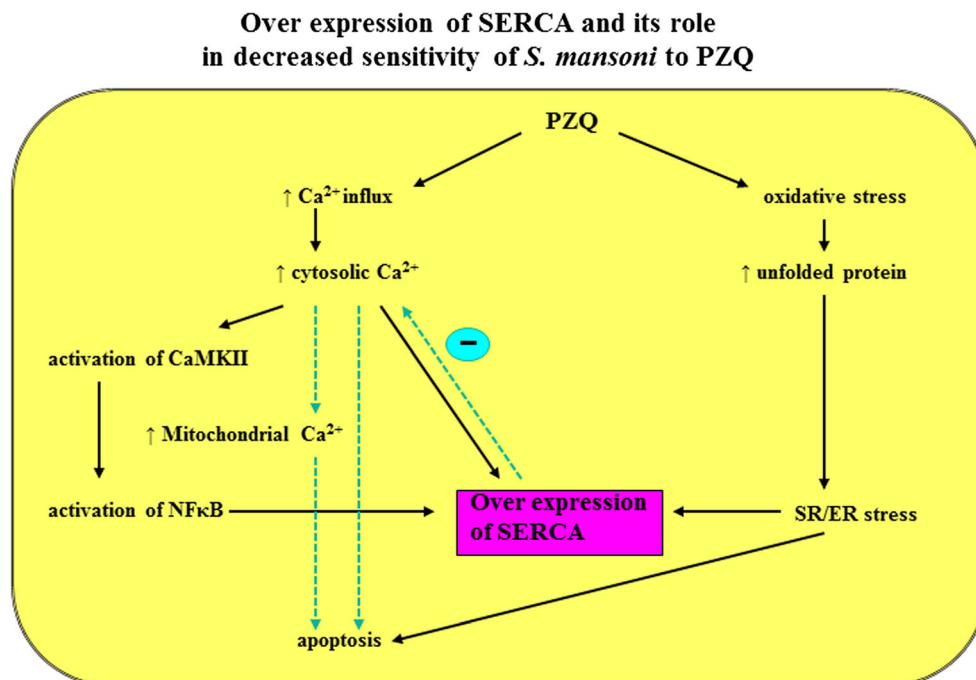 Over expression of SERCA and its role
in decreased sensitivity of S. mansoni to PZQ
PZQ
↑ Ca²⁺ influx
oxidative stress
↑ cytosolic Ca²⁺
↑ unfolded protein
−
activation of CaMKII
↑ Mitochondrial Ca²⁺
activation of NFκB
Over expression
of SERCA
SR/ER stress
apoptosis